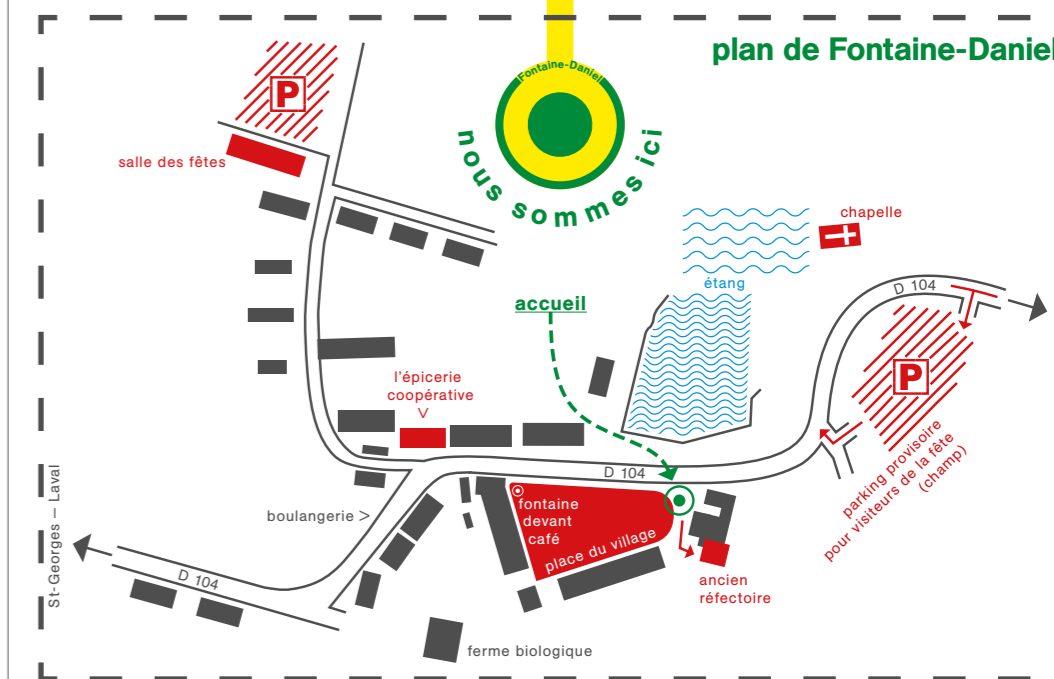 plan de Fontaine-Daniel
Fontaine-Daniel
nous sommes ici
P
salle des fêtes
chapelle
étang
D 104
accueil
P
l'épicerie
coopérative
>
parking provisoire
pour visiteurs de la fête
(champ)
D 104
St-Georges – Laval
boulangerie >
fontaine
devant
café
place du village
D 104
ancien
réfectoire
ferme biologique